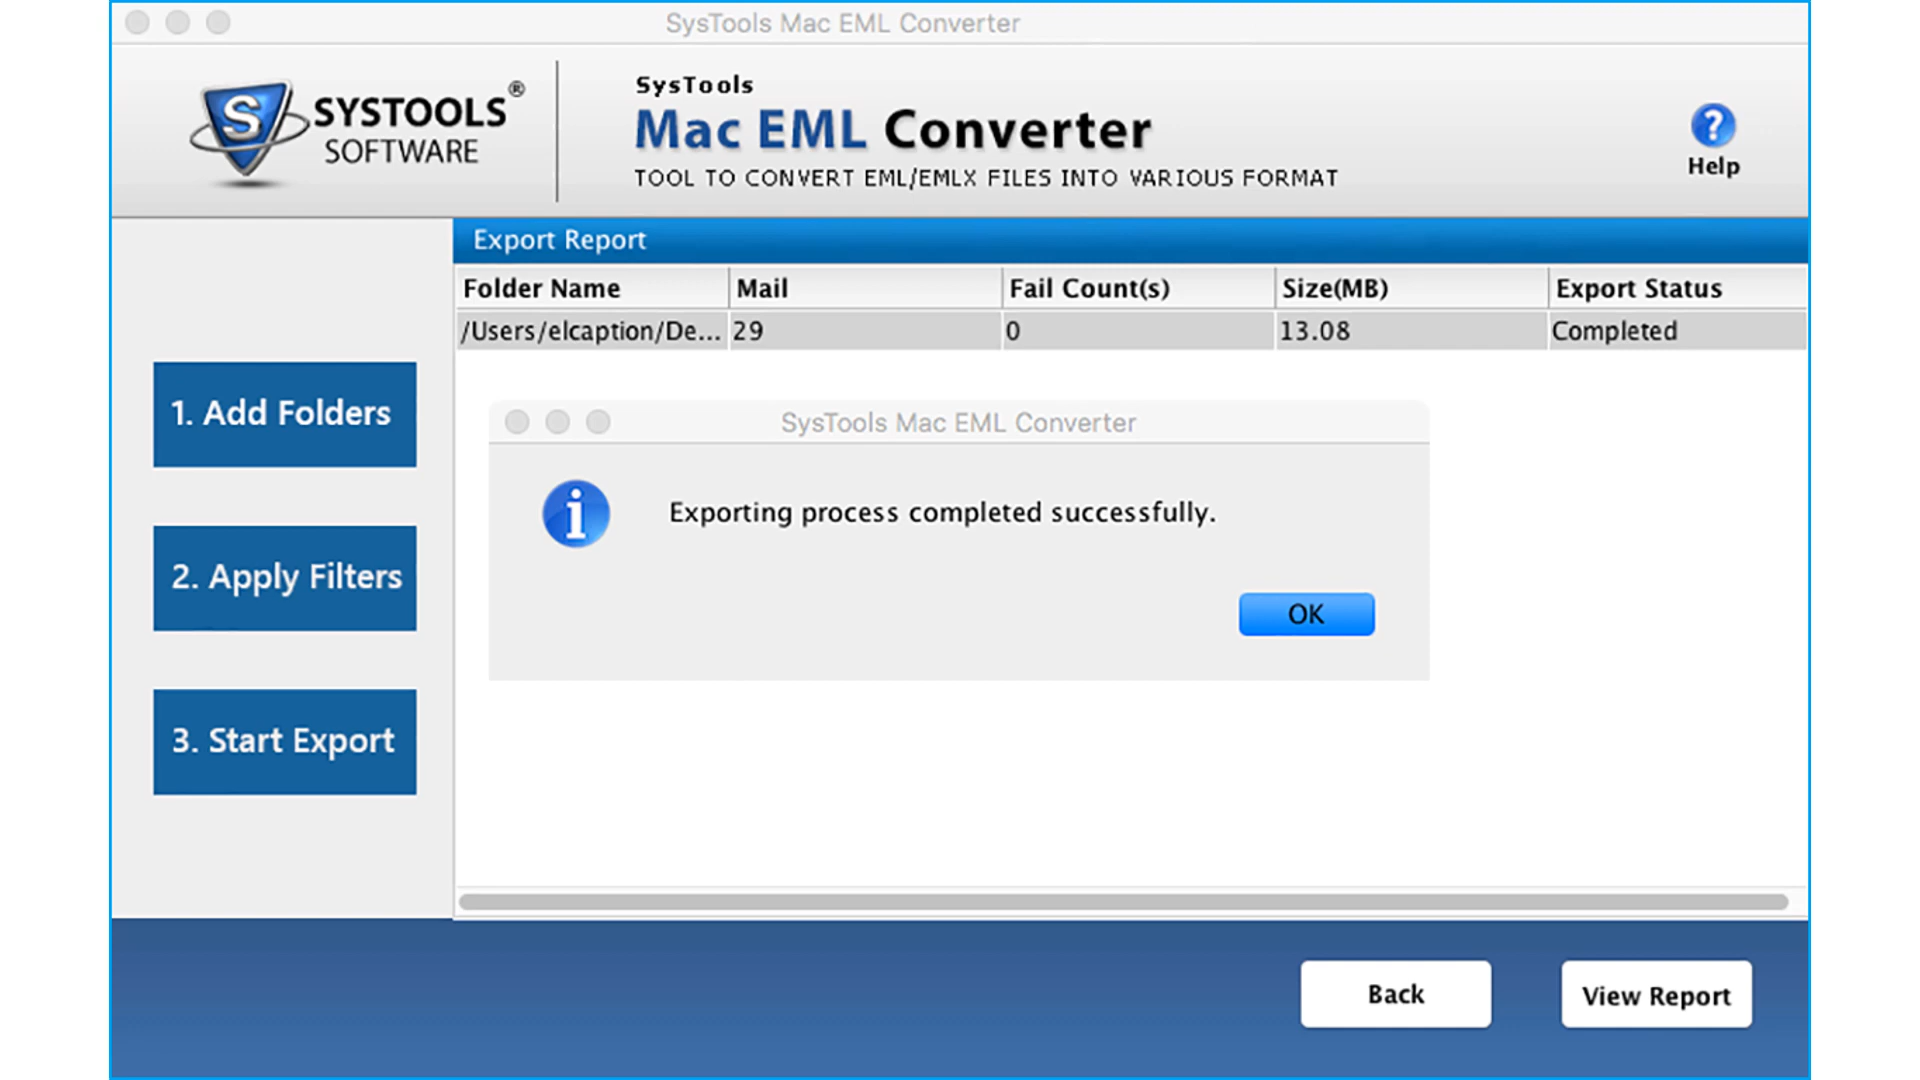 SysTools Mac EML Converter
S
SYSTOOLS®
SOFTWARE
SysTools
Mac EML Converter
TOOL TO CONVERT EML/EMLX FILES INTO VARIOUS FORMAT
?
Help
Export Report
Folder Name Mail Fail Count(s) Size(MB) Export Status
/Users/elcaption/De... 29 0 13.08 Completed
1. Add Folders
2. Apply Filters
3. Start Export
SysTools Mac EML Converter
i
Exporting process completed successfully.
OK
Back
View Report